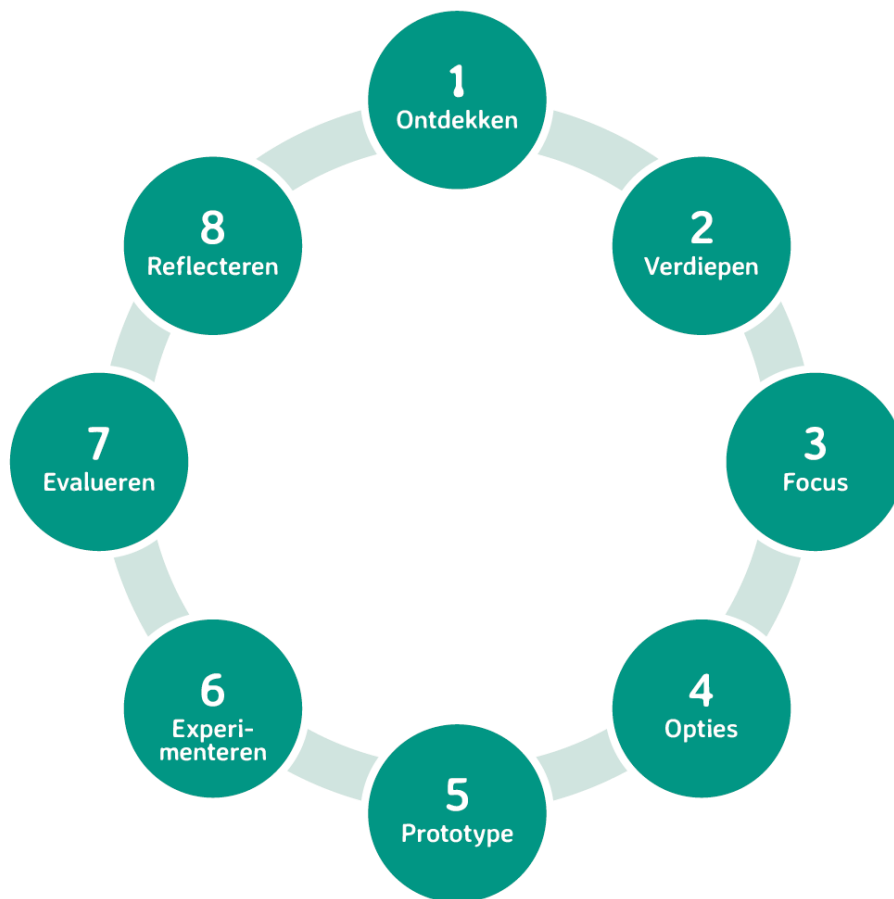 1
Ontdekken
2
Verdiepen
3
Focus
4
Opties
5
Prototype
6
Experi-
menteren
7
Evalueren
8
Reflecteren